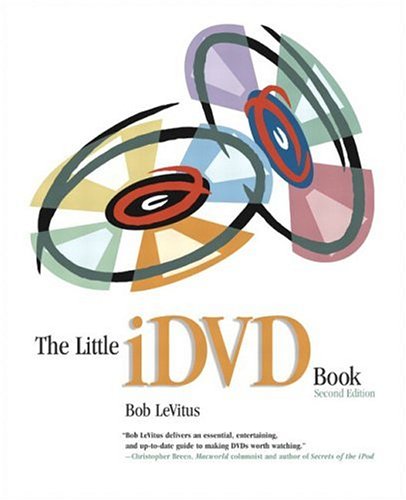 The Little iDVD Book
Second Edition
Bob LeVitus
"Bob LeVitus delivers an essential, entertaining,
and up-to-date guide to making DVDs worth watching."
—Christopher Breen, Macworld columnist and author of Secrets of the iPod